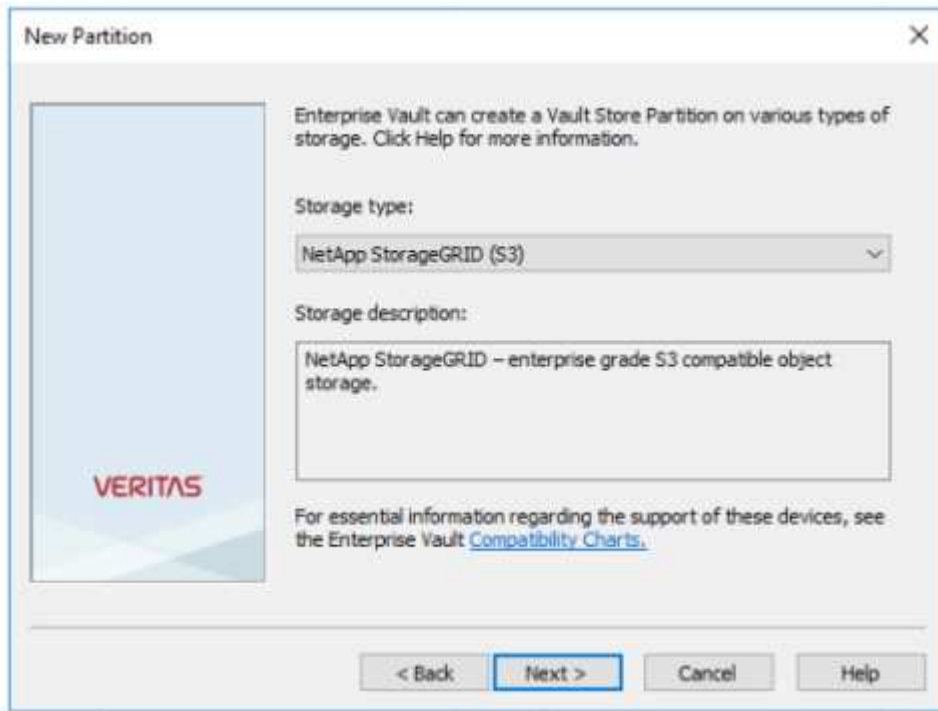 New Partition
Enterprise Vault can create a Vault Store Partition on various types of
storage. Click Help for more information.
Storage type:
NetApp StorageGRID (S3)
Storage description:
NetApp StorageGRID – enterprise grade S3 compatible object
storage.
VERITAS
For essential information regarding the support of these devices, see
the Enterprise Vault Compatibility Charts.
< Back
Next >
Cancel
Help